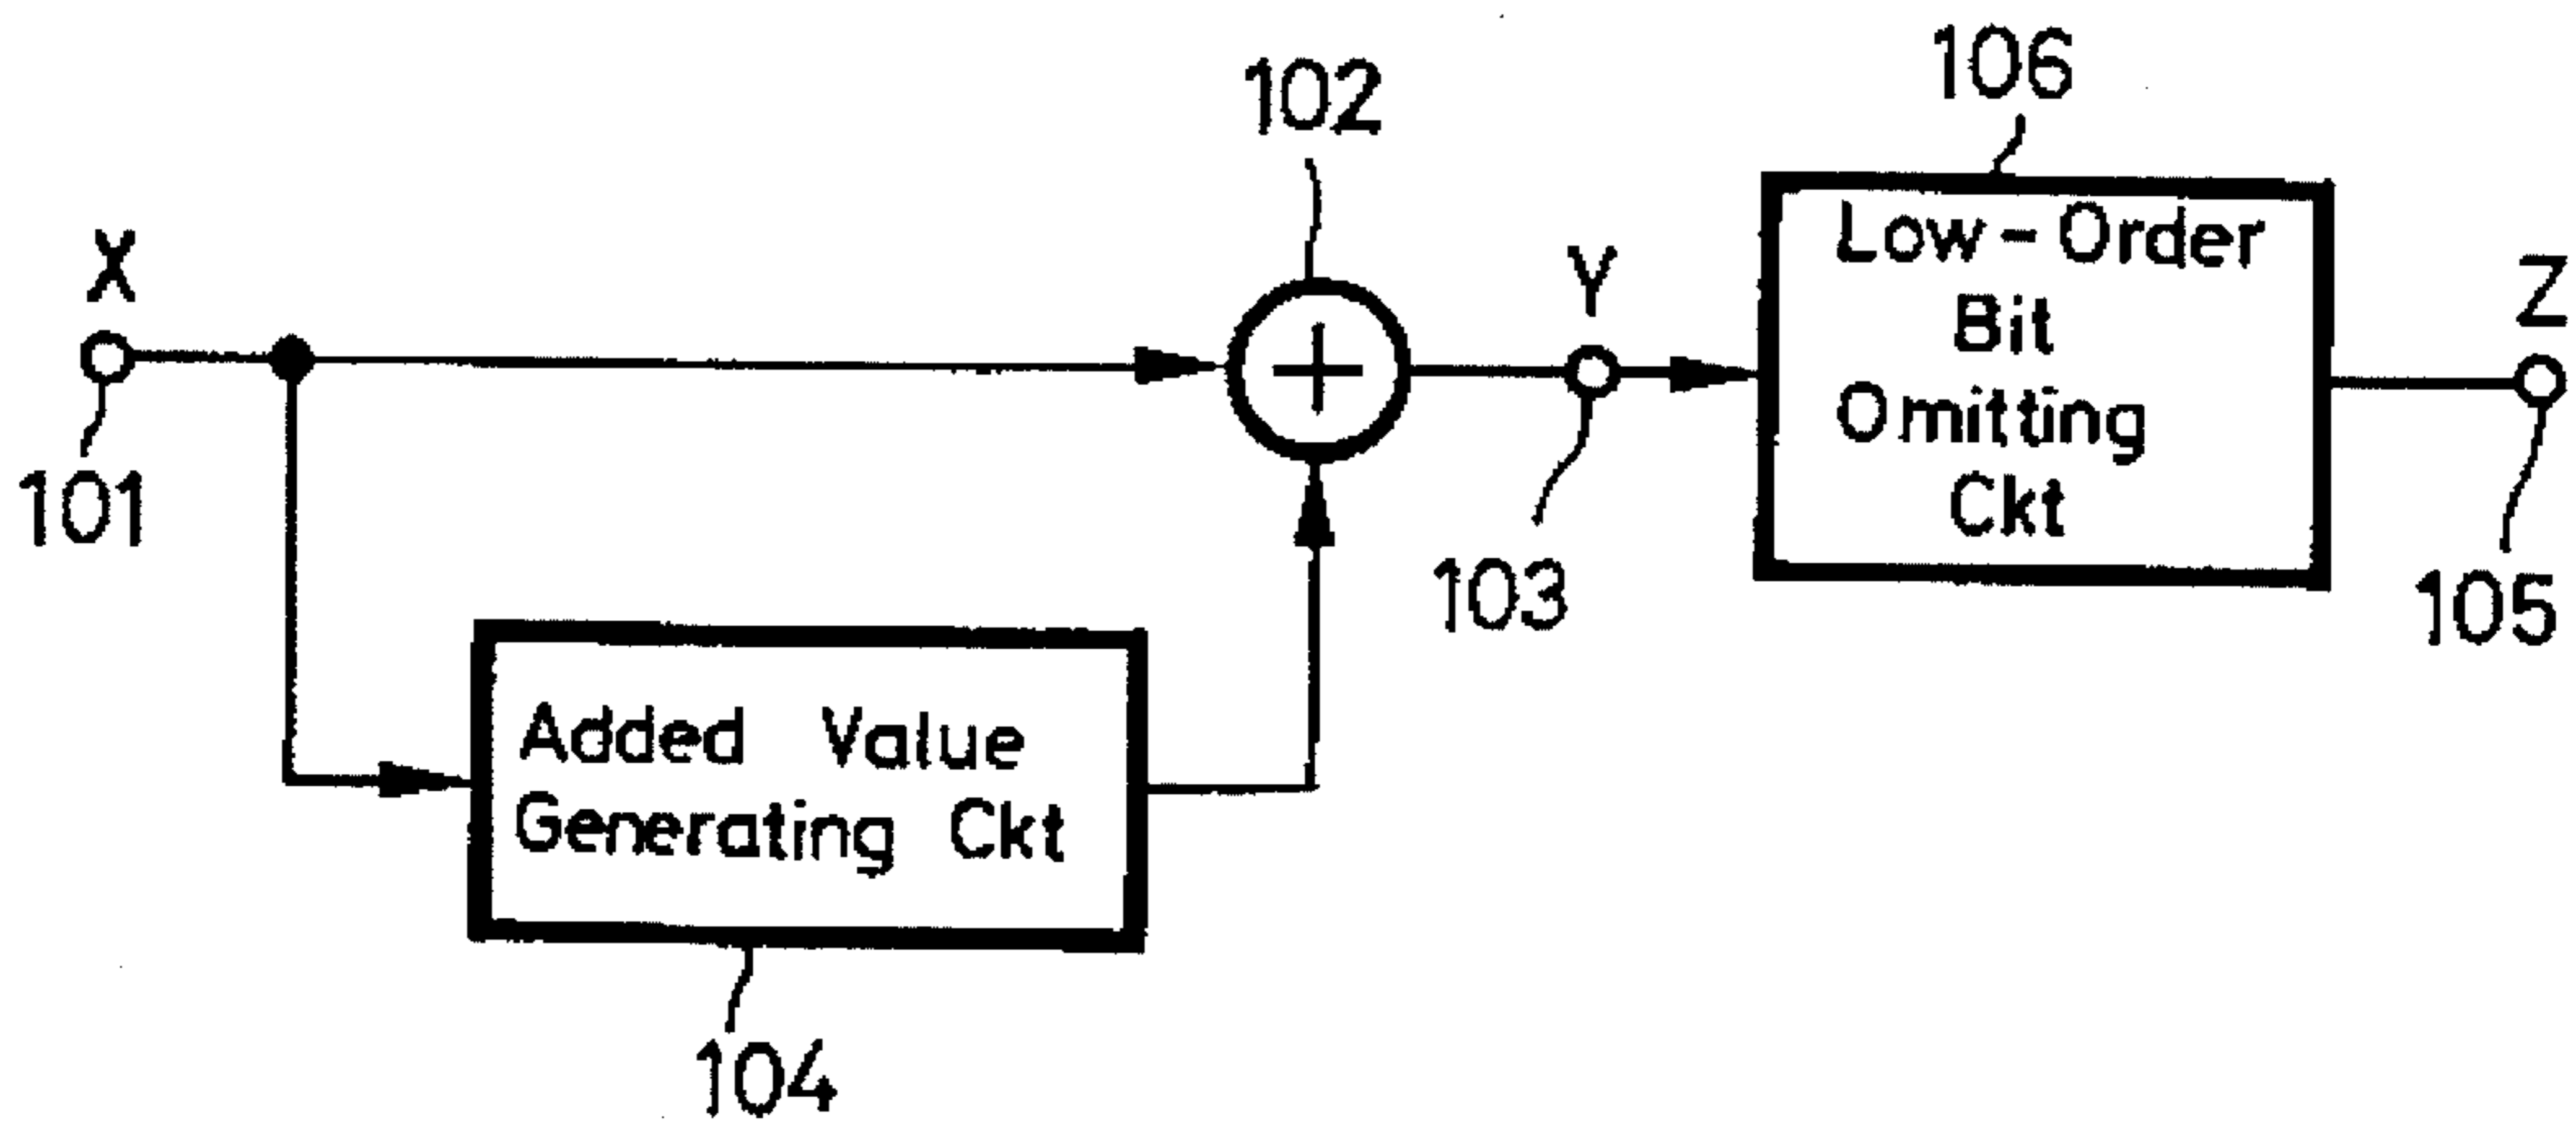 106
102
Low-Order
Bit
Omitting
Ckt
X
Y
Z
101
103
105
Added Value
Generating Ckt
104